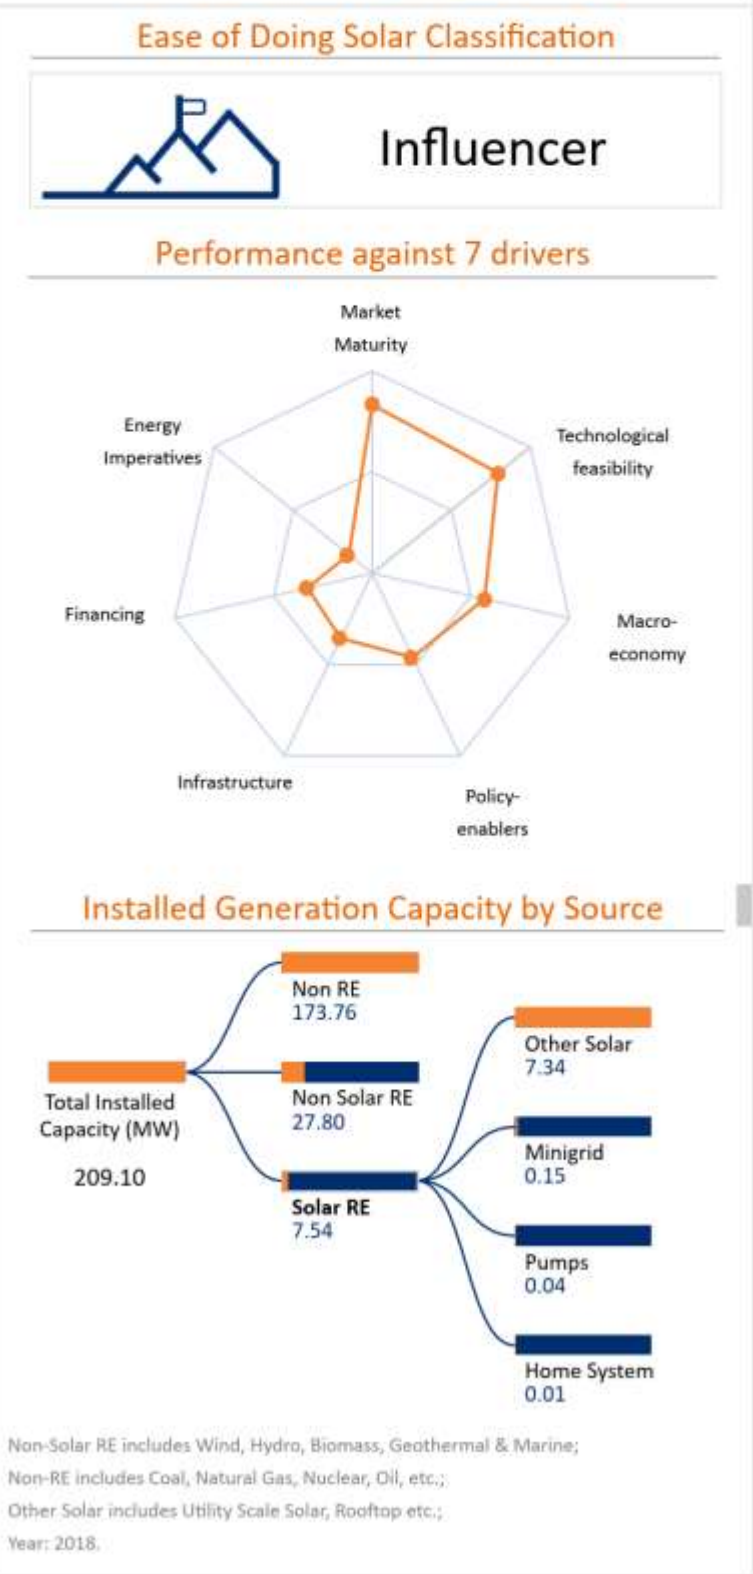 Ease of Doing Solar Classification
Influencer
Performance against 7 drivers
Market
Maturity
Energy
Imperatives
Technological
feasibility
Financing
Macro-
economy
Infrastructure
Policy-
enablers
Installed Generation Capacity by Source
Non RE
173.76
Other Solar
7.34
Total Installed
Capacity (MW)
209.10
Non Solar RE
27.80
Minigrid
0.15
Solar RE
7.54
Pumps
0.04
Home System
0.01
Non-Solar RE includes Wind, Hydro, Biomass, Geothermal & Marine;
Non-RE includes Coal, Natural Gas, Nuclear, Oil, etc.;
Other Solar includes Utility Scale Solar, Rooftop etc.;
Year: 2018.